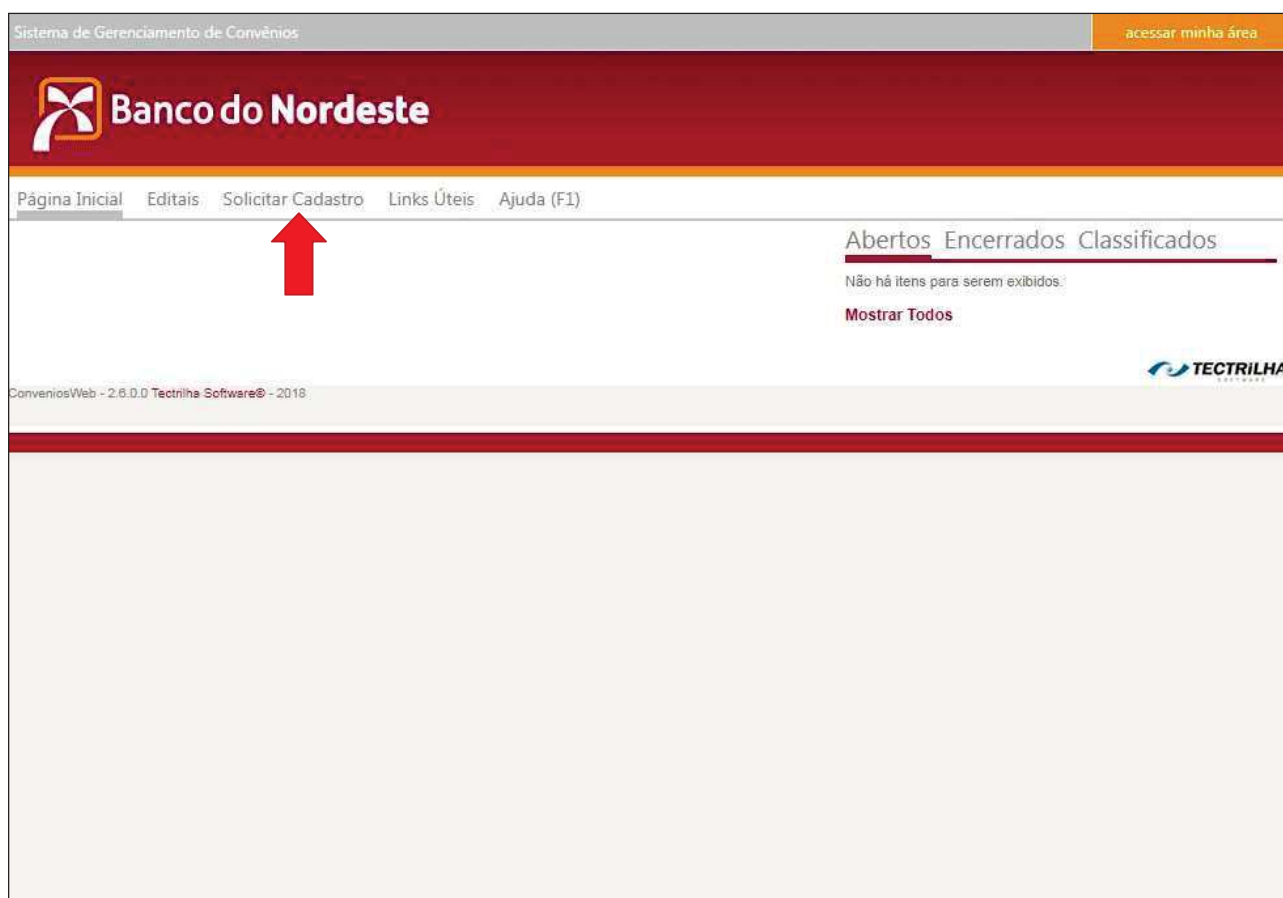 Sistema de Gerenciamento de Convênios
acessar minha área
Banco do Nordeste
Página Inicial Editais Solicitar Cadastro Links Úteis Ajuda (F1)
Abertos Encerrados Classificados
Não há itens para serem exibidos.
Mostrar Todos
TECTRILHA
SOFTWARE
ConveniosWeb - 2.6.0.0 Tectrilha Software® - 2018